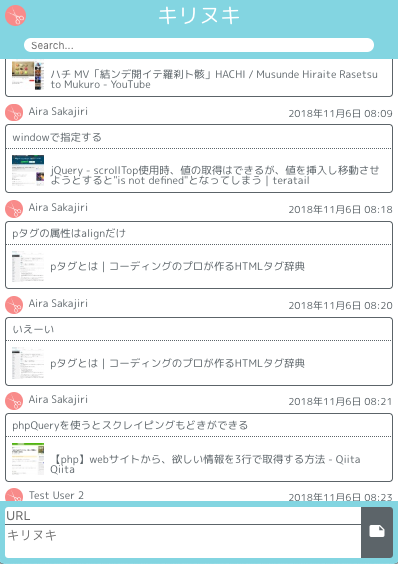 キリヌキ
Search...
ハチ MV「結ンデ開イテ羅刹ト骸」HACHI / Musunde Hiraite Rasetsu
to Mukuro - YouTube
Aira Sakajiri
2018年11月6日 08:09
windowで指定する
jQuery - scrollTop使用時、値の取得はできるが、値を挿入し移動させ
ようとすると"is not defined"となってしまう｜teratail
Aira Sakajiri
2018年11月6日 08:18
pタグの属性はalignだけ
pタグとは｜コーディングのプロが作るHTMLタグ辞典
Aira Sakajiri
2018年11月6日 08:20
いえーい
pタグとは｜コーディングのプロが作るHTMLタグ辞典
Aira Sakajiri
2018年11月6日 08:21
phpQueryを使うとスクレイピングもどきができる
【php】webサイトから、欲しい情報を3行で取得する方法 - Qiita
Qiita
Test User 2
2018年11月6日 08:23
URL
キリヌキ